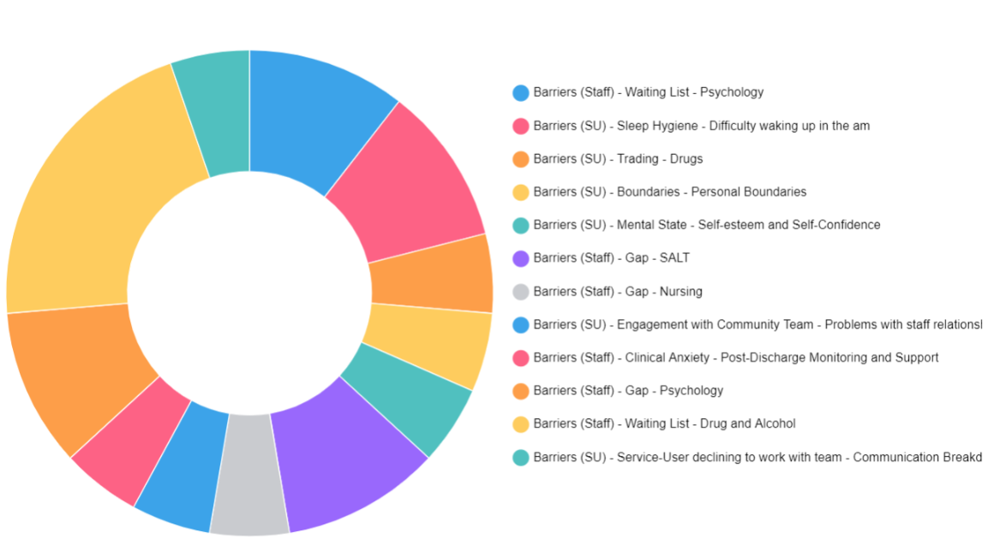 Barriers (Staff) - Waiting List - Psychology
Barriers (SU) - Sleep Hygiene - Difficulty waking up in the am
Barriers (SU) - Trading - Drugs
Barriers (SU) - Boundaries - Personal Boundaries
Barriers (SU) - Mental State - Self-esteem and Self-Confidence
Barriers (Staff) - Gap - SALT
Barriers (Staff) - Gap - Nursing
Barriers (SU) - Engagement with Community Team - Problems with staff relationsl
Barriers (Staff) - Clinical Anxiety - Post-Discharge Monitoring and Support
Barriers (Staff) - Gap - Psychology
Barriers (Staff) - Waiting List - Drug and Alcohol
Barriers (SU) - Service-User declining to work with team - Communication Breakd